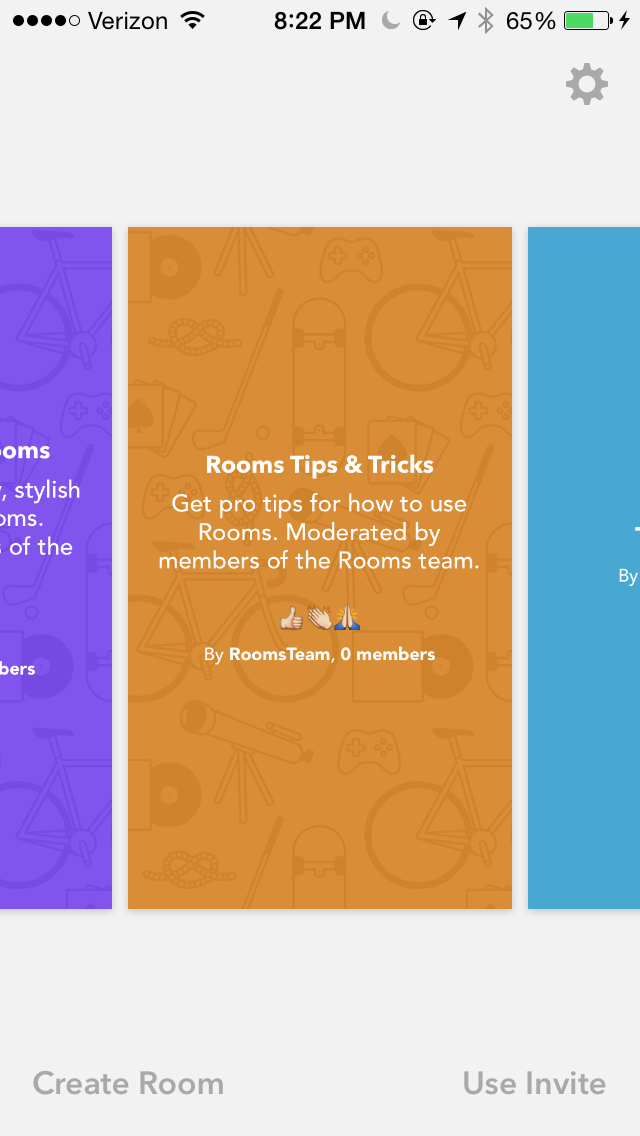 Verizon 8:22 PM 65%
ooms
, stylish
oms.
s of the
bers
Rooms Tips & Tricks
Get pro tips for how to use
Rooms. Moderated by
members of the Rooms team.
👍👏🙏
By RoomsTeam, 0 members
By
Create Room
Use Invite